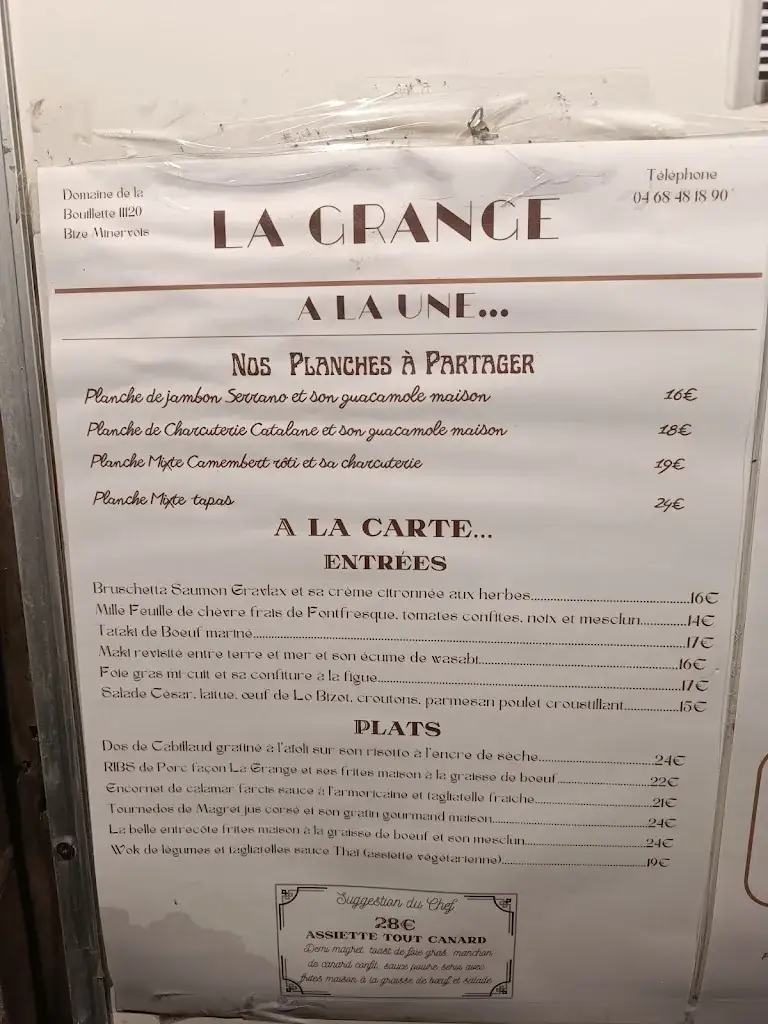 Domaine de la
Bouillette 11120
Bize Minervois
Téléphone
04 68 48 18 90
LA GRANGE
A LA UNE...
NOS PLANCHES À PARTAGER
Planche de jambon Serrano et son guacamole maison 16€
Planche de Charcuterie Catalane et son guacamole maison 18€
Planche Mixte Camembert rôti et sa charcuterie 19€
Planche Mixte tapas 24€
A LA CARTE...
ENTRÉES
Bruschetta Saumon Gravlax et sa crème citronnée aux herbes.......16€
Mille Feuille de chèvre frais de Fontfresque, tomates confites, noix et mesclun.......14€
Tataki de Boeuf mariné.......17€
Maki revisité entre terre et mer et son écume de wasabi.......16€
Foie gras mi-cuit et sa confiture à la figue.......17€
Salade César, laitue, œuf de Lo Bizot, croutons, parmesan poulet croustillant.......15€
PLATS
Dos de Cabillaud gratiné à l'aïoli sur son risotto à l'encre de sèche.......24€
RIBS de Porc façon La Grange et ses frites maison à la graisse de boeuf.......22€
Encornet de calamar farcis sauce à l'armoricaine et tagliatelle fraiche.......21€
Tournedos de Magret jus corsé et son gratin gourmand maison.......24€
La belle entrecôte frites maison à la graisse de boeuf et son mesclun.......24€
Wok de légumes et tagliatelles sauce Thaï (assiette végétarienne).......19€
Suggestion du Chef
28€
ASSIETTE TOUT CANARD
Demi magret, toast de foie gras, manchon
de canard confit, sauce poivre servis avec
frites maison à la graisse de bœuf et salade